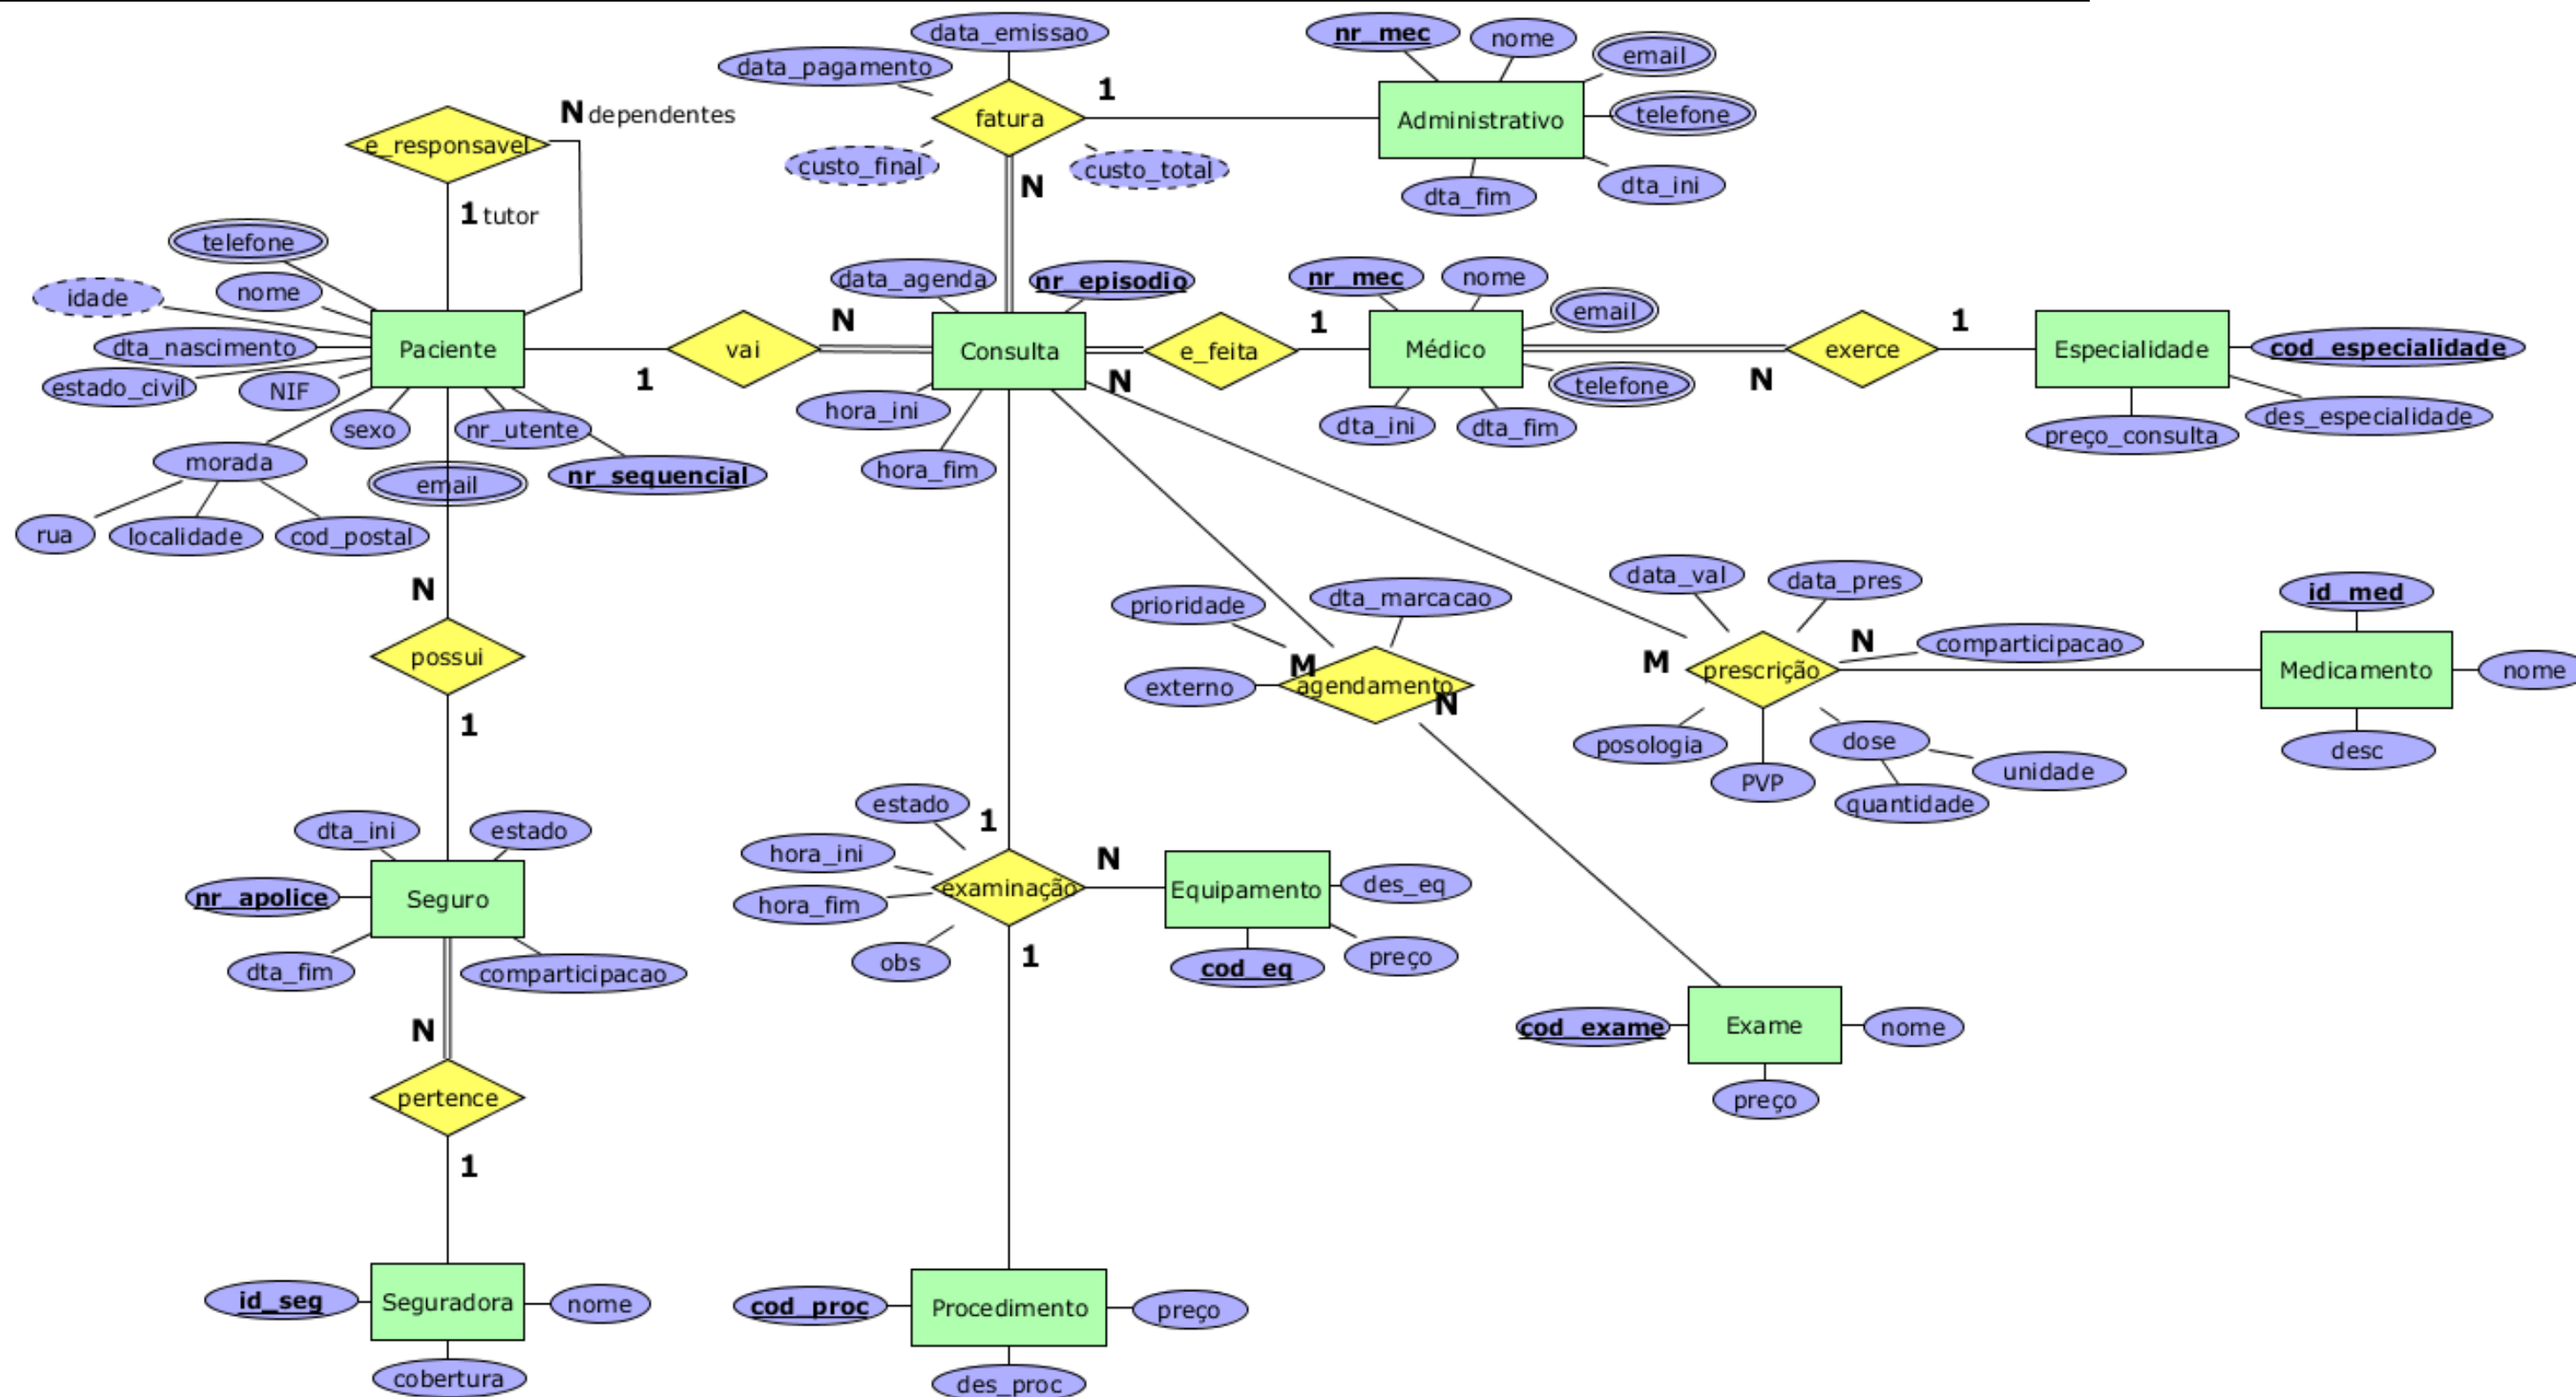 data_emissao
nr_mec
nome
email
data_pagamento
1
fatura
Administrativo
telefone
N dependentes
e_responsavel
custo_final
custo_total
N
dta_fim
dta_ini
1 tutor
telefone
idade
nome
dta_nascimento
estado_civil
NIF
sexo
nr_utente
Paciente
morada
email
nr_sequencial
rua
localidade
cod_postal
1
vai
N
data_agenda
nr_episodio
Consulta
hora_ini
hora_fim
N
e_feita
1
nr_mec
nome
email
Médico
telefone
dta_ini
dta_fim
N
exerce
1
Especialidade
cod_especialidade
des_especialidade
preço_consulta
N
possui
1
prioridade
dta_marcacao
M
externo
agendamento
N
data_val
data_pres
M
prescrição
N
comparticipacao
posologia
PVP
dose
unidade
quantidade
id_med
Medicamento
nome
desc
dta_ini
estado
nr_apolice
Seguro
dta_fim
comparticipacao
estado
hora_ini
hora_fim
obs
1
examinação
N
1
Equipamento
des_eq
cod_eq
preço
cod_exame
Exame
nome
preço
N
pertence
1
id_seg
Seguradora
nome
cobertura
cod_proc
Procedimento
preço
des_proc